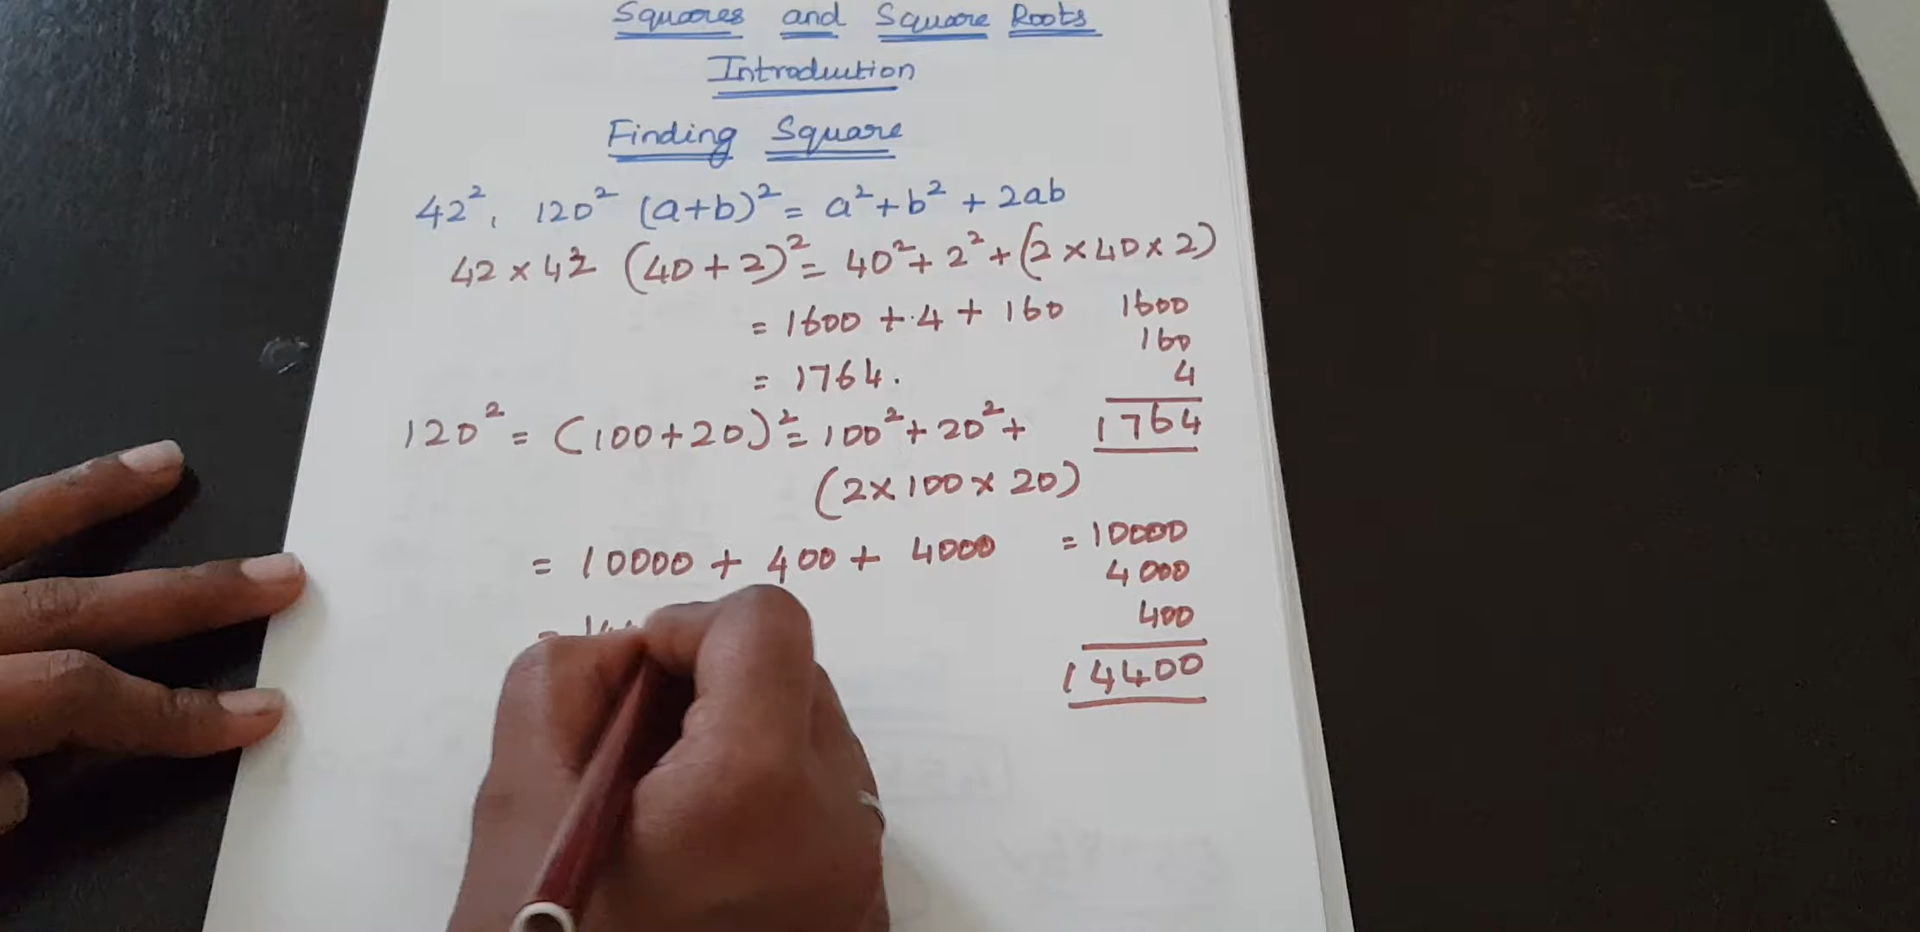 Squares and Square Roots
Introduction
Finding Square
42², 120² (a+b)² = a²+b² + 2ab
42 × 42 (40+2)² = 40²+ 2² + (2 × 40 × 2)
= 1600 + 4 + 160 1600
160
= 1764. 4
120² = (100+20)² = 100²+20²+ 1764
(2×100×20)
= 10000 + 400 + 4000 = 10000
4000
400
14400